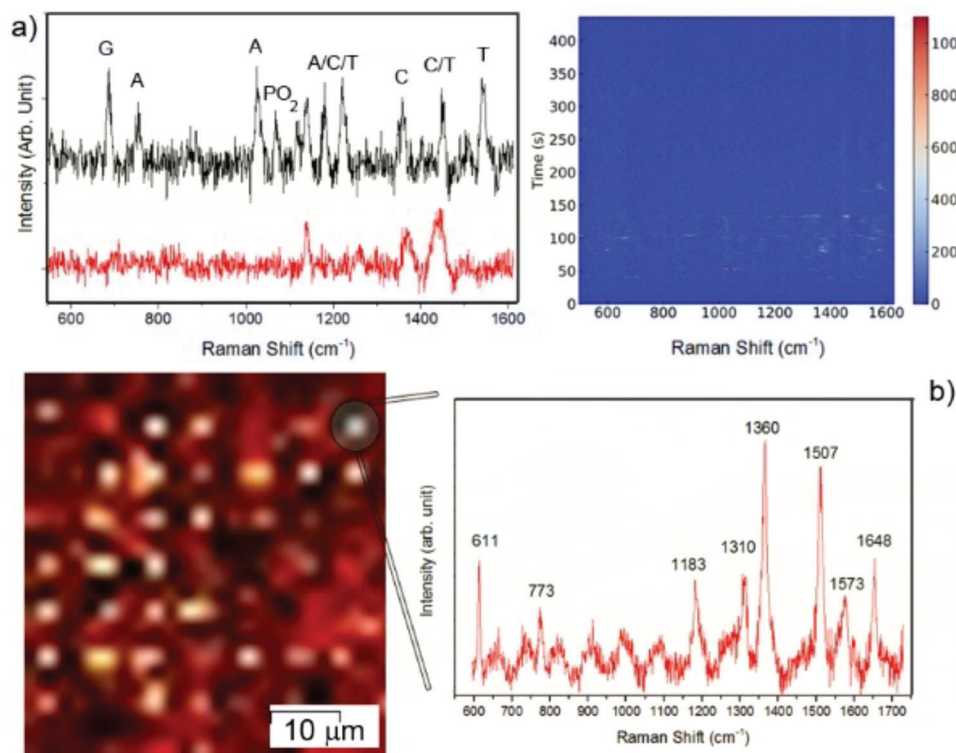 a)
G
A
A
PO2
A/C/T
C
C/T
T
Intensity (Arb. Unit)
600
1000
1200
1400
1600
Raman Shift (cm-1)
Time (s)
400
350
300
250
200
150
100
50
0
600
1000
1400
1600
Raman Shift (cm-1)
100
800
600
400
200
0
10 μm
b)
Intensity (arb. unit)
611
773
1183
1310
1360
1507
1573
1648
600 700 800 900 1000 1100 1200 1300 1400 1500 1600 1700
Raman Shift (cm-1)